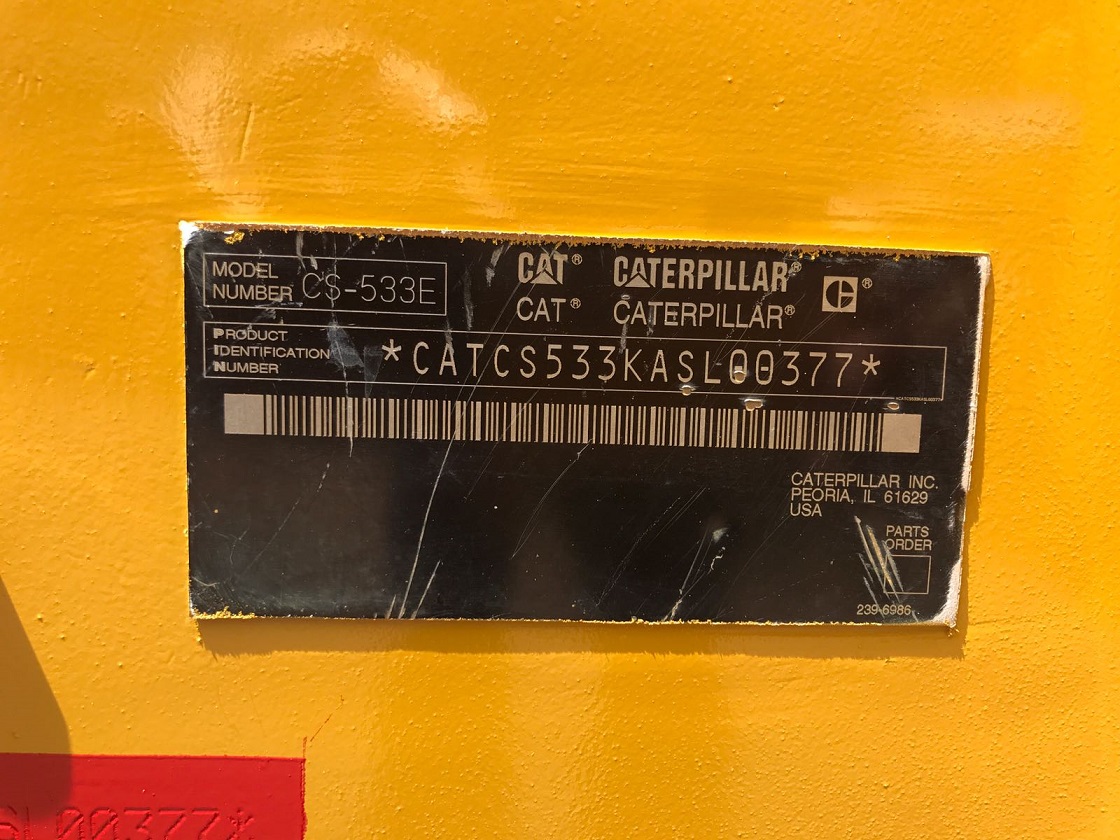 MODEL
NUMBER CS-533E
CAT® CATERPILLAR® ®
CAT® CATERPILLAR®
PRODUCT
IDENTIFICATION
NUMBER
*CATCS533KASL00377*
CATERPILLAR INC.
PEORIA, IL 61629
USA
PARTS
ORDER
239-6986
SL00377*